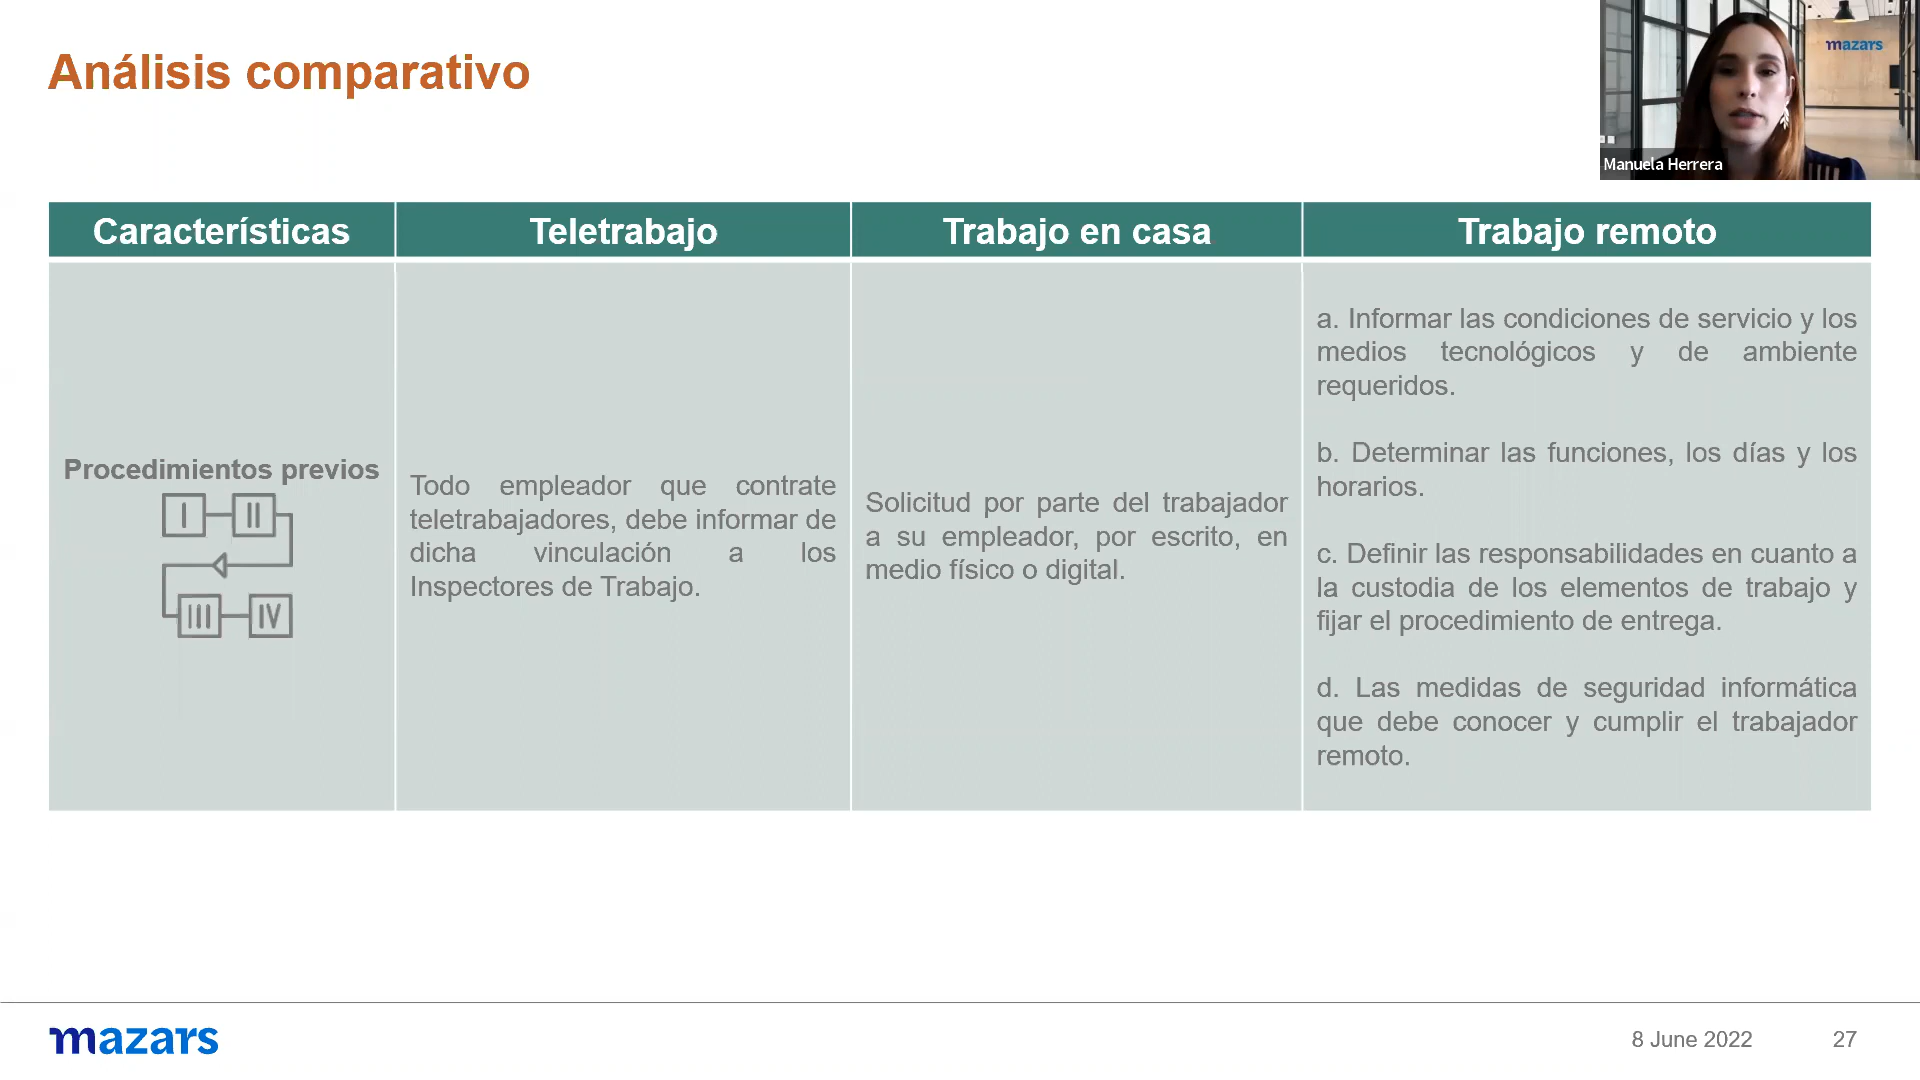 Análisis comparativo
mazars
Manuela Herrera
Características
Teletrabajo
Trabajo en casa
Trabajo remoto
Procedimientos previos
I
II
III
IV
Todo empleador que contrate
teletrabajadores, debe informar de
dicha vinculación a los
Inspectores de Trabajo.
Solicitud por parte del trabajador
a su empleador, por escrito, en
medio físico o digital.
a. Informar las condiciones de servicio y los
medios tecnológicos y de ambiente
requeridos.
b. Determinar las funciones, los días y los
horarios.
c. Definir las responsabilidades en cuanto a
la custodia de los elementos de trabajo y
fijar el procedimiento de entrega.
d. Las medidas de seguridad informática
que debe conocer y cumplir el trabajador
remoto.
mazars
8 June 2022
27